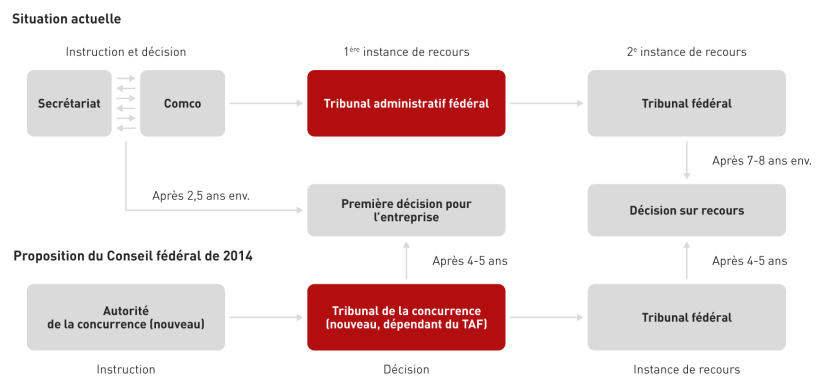 Situation actuelle
Instruction et décision
1ère instance de recours
2e instance de recours
Secrétariat
Comco
Tribunal administratif fédéral
Tribunal fédéral
Après 7-8 ans env.
Après 2,5 ans env.
Première décision pour
l'entreprise
Décision sur recours
Proposition du Conseil fédéral de 2014
Après 4-5 ans
Après 4-5 ans
Autorité
de la concurrence (nouveau)
Tribunal de la concurrence
(nouveau, dépendant du TAF)
Tribunal fédéral
Instruction
Décision
Instance de recours